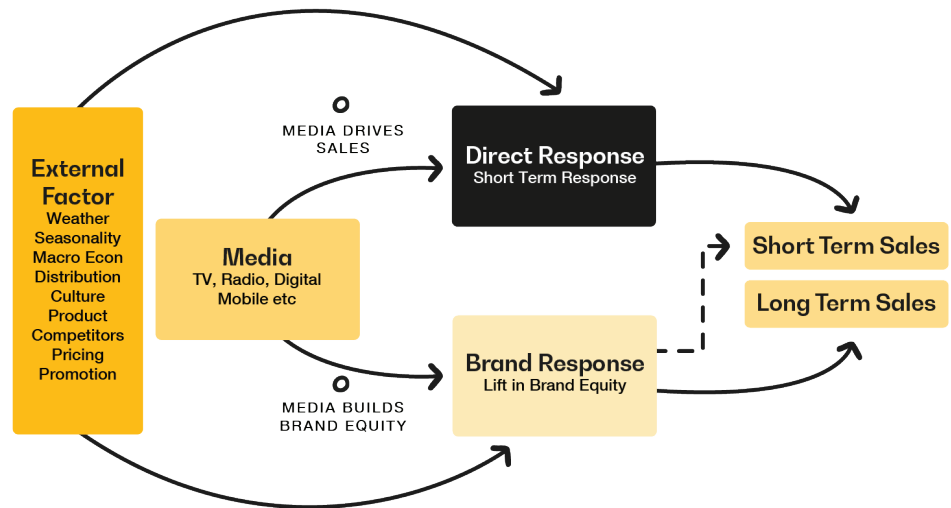 External
Factor
Weather
Seasonality
Macro Econ
Distribution
Culture
Product
Competitors
Pricing
Promotion
MEDIA DRIVES
SALES
Media
TV, Radio, Digital
Mobile etc
MEDIA BUILDS
BRAND EQUITY
Direct Response
Short Term Response
Brand Response
Lift in Brand Equity
Short Term Sales
Long Term Sales